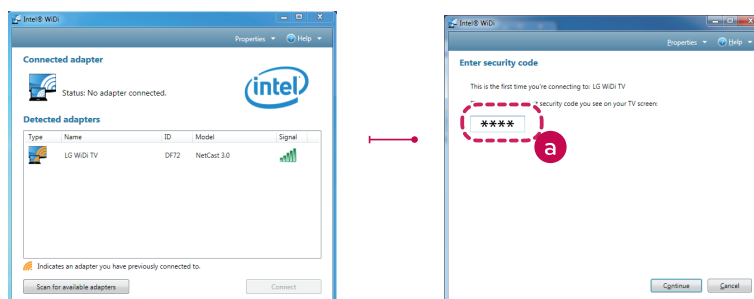 Intel® WiDi
Properties Help
Connected adapter
Status: No adapter connected.
intel
Detected adapters
Type Name ID Model Signal
LG WiDi TV DF72 NetCast 3.0
Indicates an adapter you have previously connected to.
Scan for available adapters Connect
Intel® WiDi
Properties Help
Enter security code
This is the first time you're connecting to: LG WiDi TV
security code you see on your TV screen:
****
a
Continue Cancel